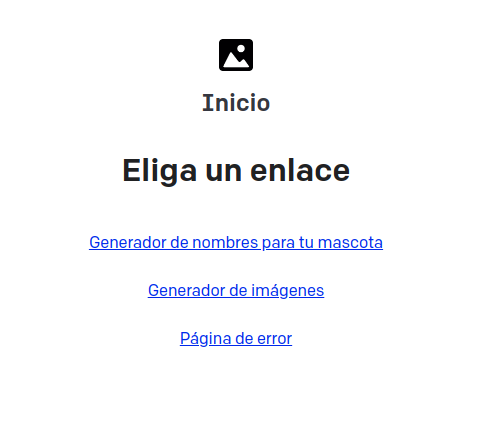 Inicio
Eliga un enlace
Generador de nombres para tu mascota
Generador de imágenes
Página de error